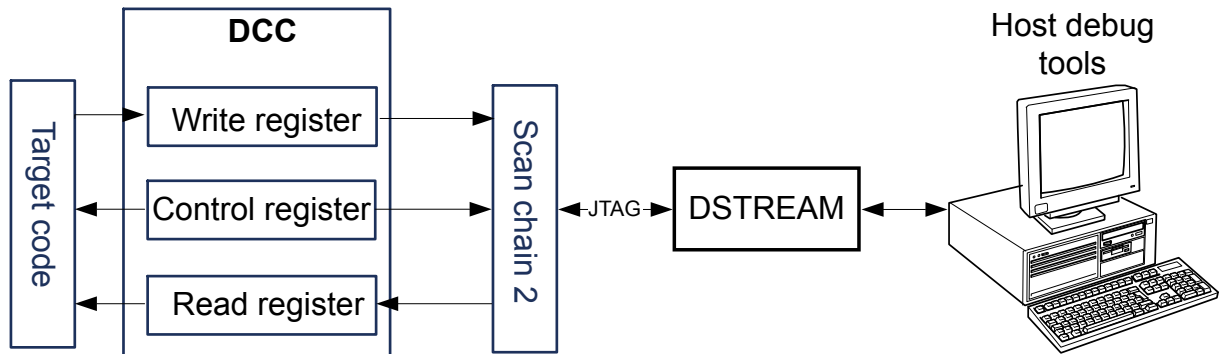 DCC
Host debug
tools
Target code
Write register
Control register
Read register
Scan chain 2
JTAG
DSTREAM